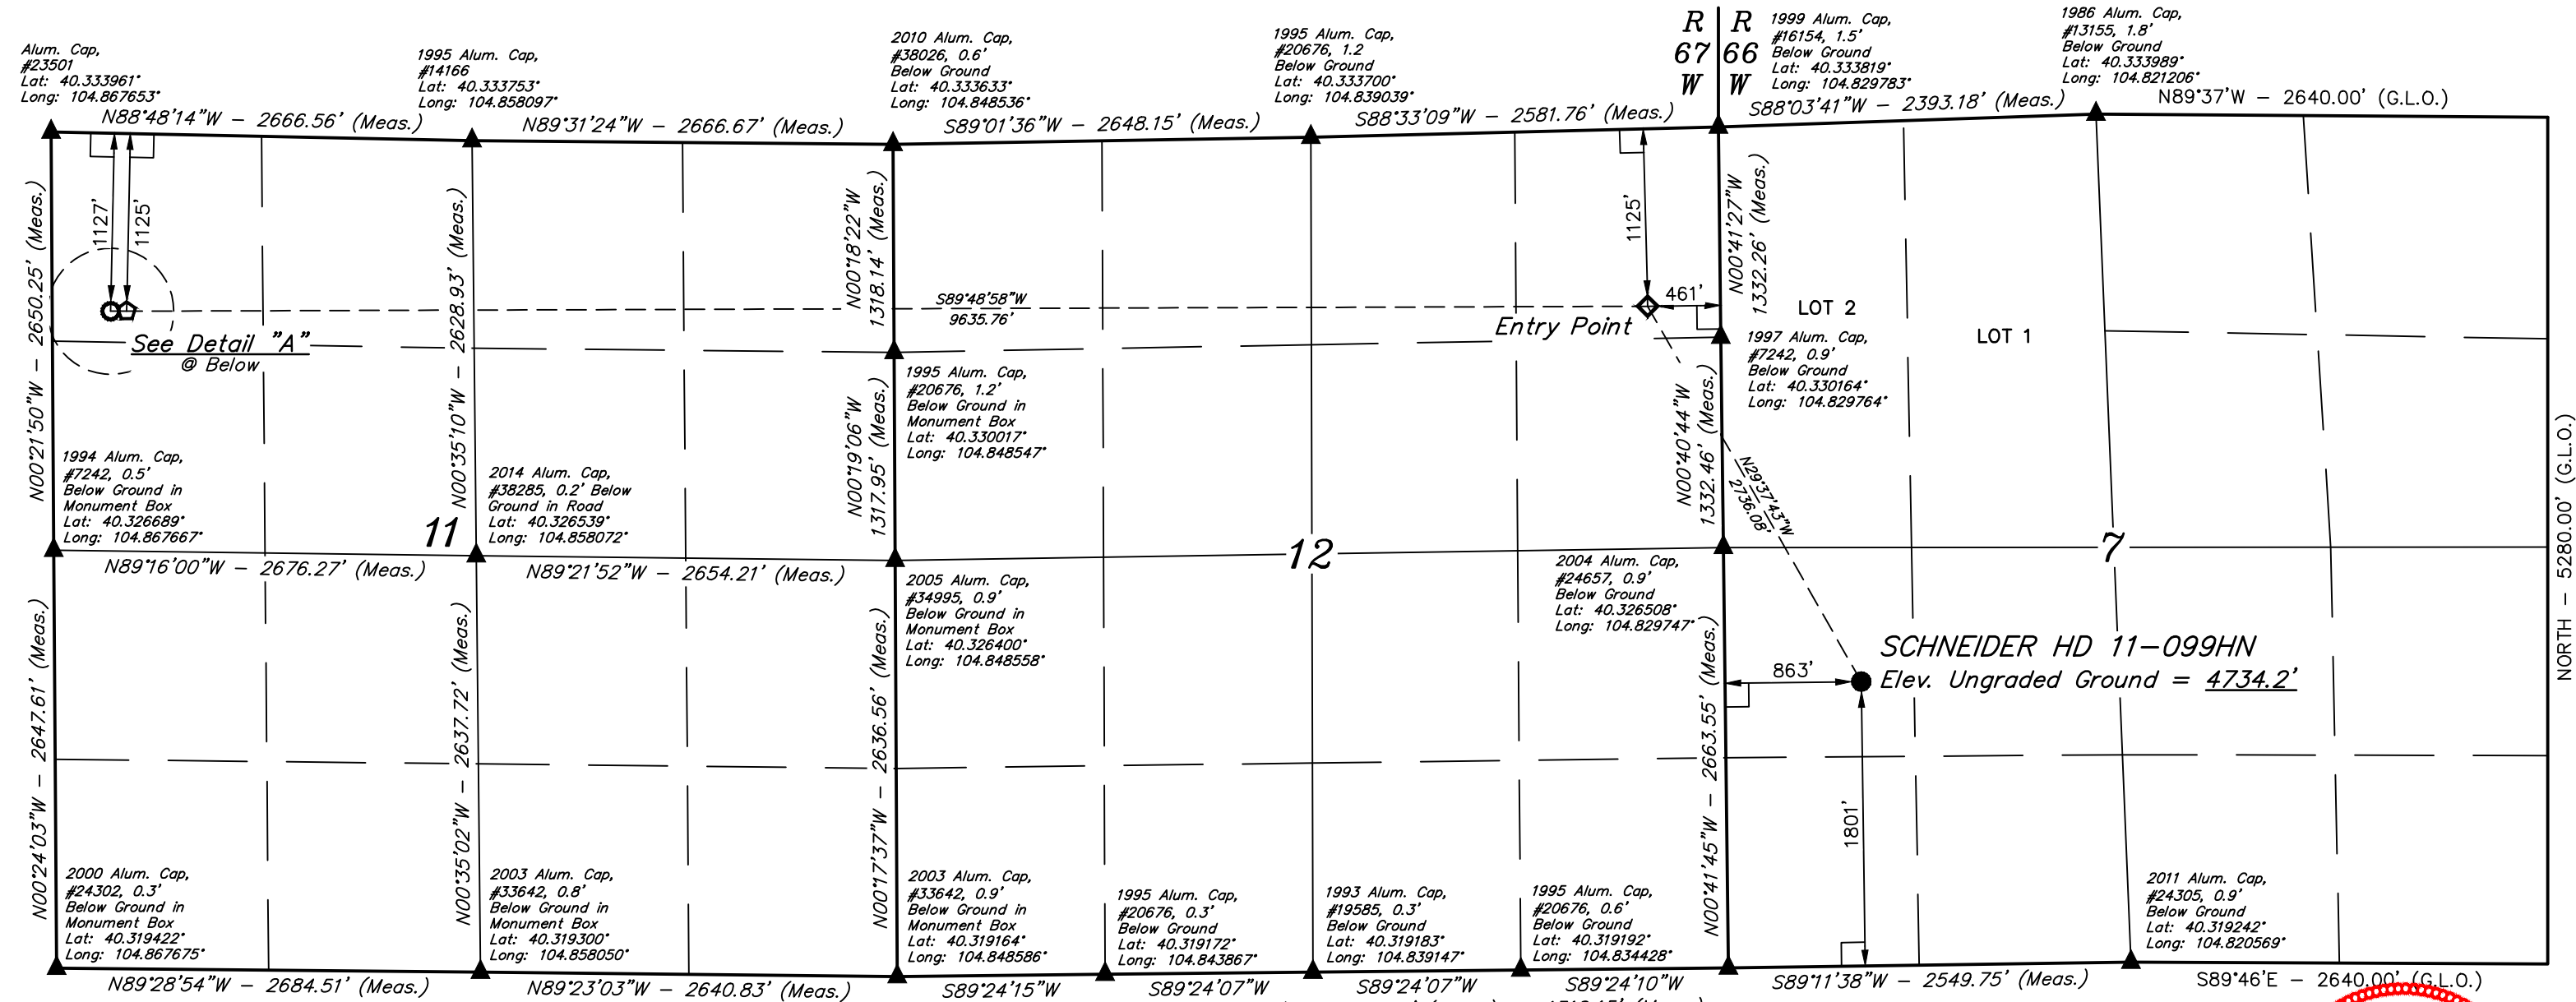 Alum. Cap,
#23501
Lat: 40.333961°
Long: 104.867653°
1995 Alum. Cap,
#14166
Lat: 40.333753°
Long: 104.858097°
2010 Alum. Cap,
#38026, 0.6'
Below Ground
Lat: 40.333633°
Long: 104.848536°
1995 Alum. Cap,
#20676, 1.2
Below Ground
Lat: 40.333700°
Long: 104.839039°
R R
67 66
W W
1999 Alum. Cap,
#16154, 1.5'
Below Ground
Lat: 40.333819°
Long: 104.829783°
1986 Alum. Cap,
#13155, 1.8'
Below Ground
Lat: 40.333989°
Long: 104.821206°
N88°48'14"W – 2666.56' (Meas.)
N89°31'24"W – 2666.67' (Meas.)
S89°01'36"W – 2648.15' (Meas.)
S88°33'09"W – 2581.76' (Meas.)
S88°03'41"W – 2393.18' (Meas.)
N89°37'W – 2640.00' (G.L.O.)
N00°21'50"W – 2650.25' (Meas.)
1127'
1125'
See Detail "A"
@ Below
N00°35'10"W – 2628.93' (Meas.)
N00°18'22"W
1318.14' (Meas.)
S89°48'58"W
9635.76'
1125'
461'
Entry Point
N00°41'27"W
1332.26' (Meas.)
LOT 2
LOT 1
1997 Alum. Cap,
#7242, 0.9'
Below Ground
Lat: 40.330164°
Long: 104.829764°
1995 Alum. Cap,
#20676, 1.2'
Below Ground in
Monument Box
Lat: 40.330017°
Long: 104.848547°
N00°19'06"W
1317.95' (Meas.)
N00°40'44"W
1332.46' (Meas.)
N29°37'43"W
2736.08'
1994 Alum. Cap,
#7242, 0.5'
Below Ground in
Monument Box
Lat: 40.326689°
Long: 104.867667°
11
2014 Alum. Cap,
#38285, 0.2' Below
Ground in Road
Lat: 40.326539°
Long: 104.858072°
12
7
NORTH – 5280.00' (G.L.O.)
N89°16'00"W – 2676.27' (Meas.)
N89°21'52"W – 2654.21' (Meas.)
2005 Alum. Cap,
#34995, 0.9'
Below Ground in
Monument Box
Lat: 40.326400°
Long: 104.848558°
2004 Alum. Cap,
#24657, 0.9'
Below Ground
Lat: 40.326508°
Long: 104.829747°
SCHNEIDER HD 11-099HN
Elev. Ungraded Ground = 4734.2'
863'
1801'
N00°24'03"W – 2647.61' (Meas.)
N00°35'02"W – 2637.72' (Meas.)
N00°17'37"W – 2636.56' (Meas.)
N00°41'45"W – 2663.55' (Meas.)
2000 Alum. Cap,
#24302, 0.3'
Below Ground in
Monument Box
Lat: 40.319422°
Long: 104.867675°
2003 Alum. Cap,
#33642, 0.8'
Below Ground in
Monument Box
Lat: 40.319300°
Long: 104.858050°
2003 Alum. Cap,
#33642, 0.9'
Below Ground in
Monument Box
Lat: 40.319164°
Long: 104.848586°
1995 Alum. Cap,
#20676, 0.3'
Below Ground
Lat: 40.319172°
Long: 104.843867°
1993 Alum. Cap,
#19585, 0.3'
Below Ground
Lat: 40.319183°
Long: 104.839147°
1995 Alum. Cap,
#20676, 0.6'
Below Ground
Lat: 40.319192°
Long: 104.834428°
2011 Alum. Cap,
#24305, 0.9'
Below Ground
Lat: 40.319242°
Long: 104.820569°
N89°28'54"W – 2684.51' (Meas.)
N89°23'03"W – 2640.83' (Meas.)
S89°24'15"W
S89°24'07"W
S89°24'07"W
S89°24'10"W
S89°11'38"W – 2549.75' (Meas.)
S89°46'E – 2640.00' (G.L.O.)